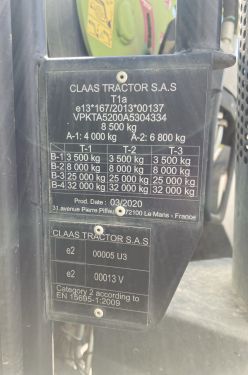 CLAAS TRACTOR S.A.S
T1a
e13*167/2013*00137
VPKTA5200A5304334
8 500 kg
A-1: 4 000 kg A-2: 6 800 kg
T-1 T-2 T-3
B-1 3 500 kg 3 500 kg 3 500 kg
B-2 8 000 kg 8 000 kg 8 000 kg
B-3 25 000 kg 25 000 kg 25 000 kg
B-4 32 000 kg 32 000 kg 32 000 kg
Prod. Date : 03/2020
31 avenue Pierre Piffault 72100 Le Mans - France
CLAAS TRACTOR S.A.S
e2 00005 U3
e2 00013 V
Category 2 according to
EN 15695-1:2009